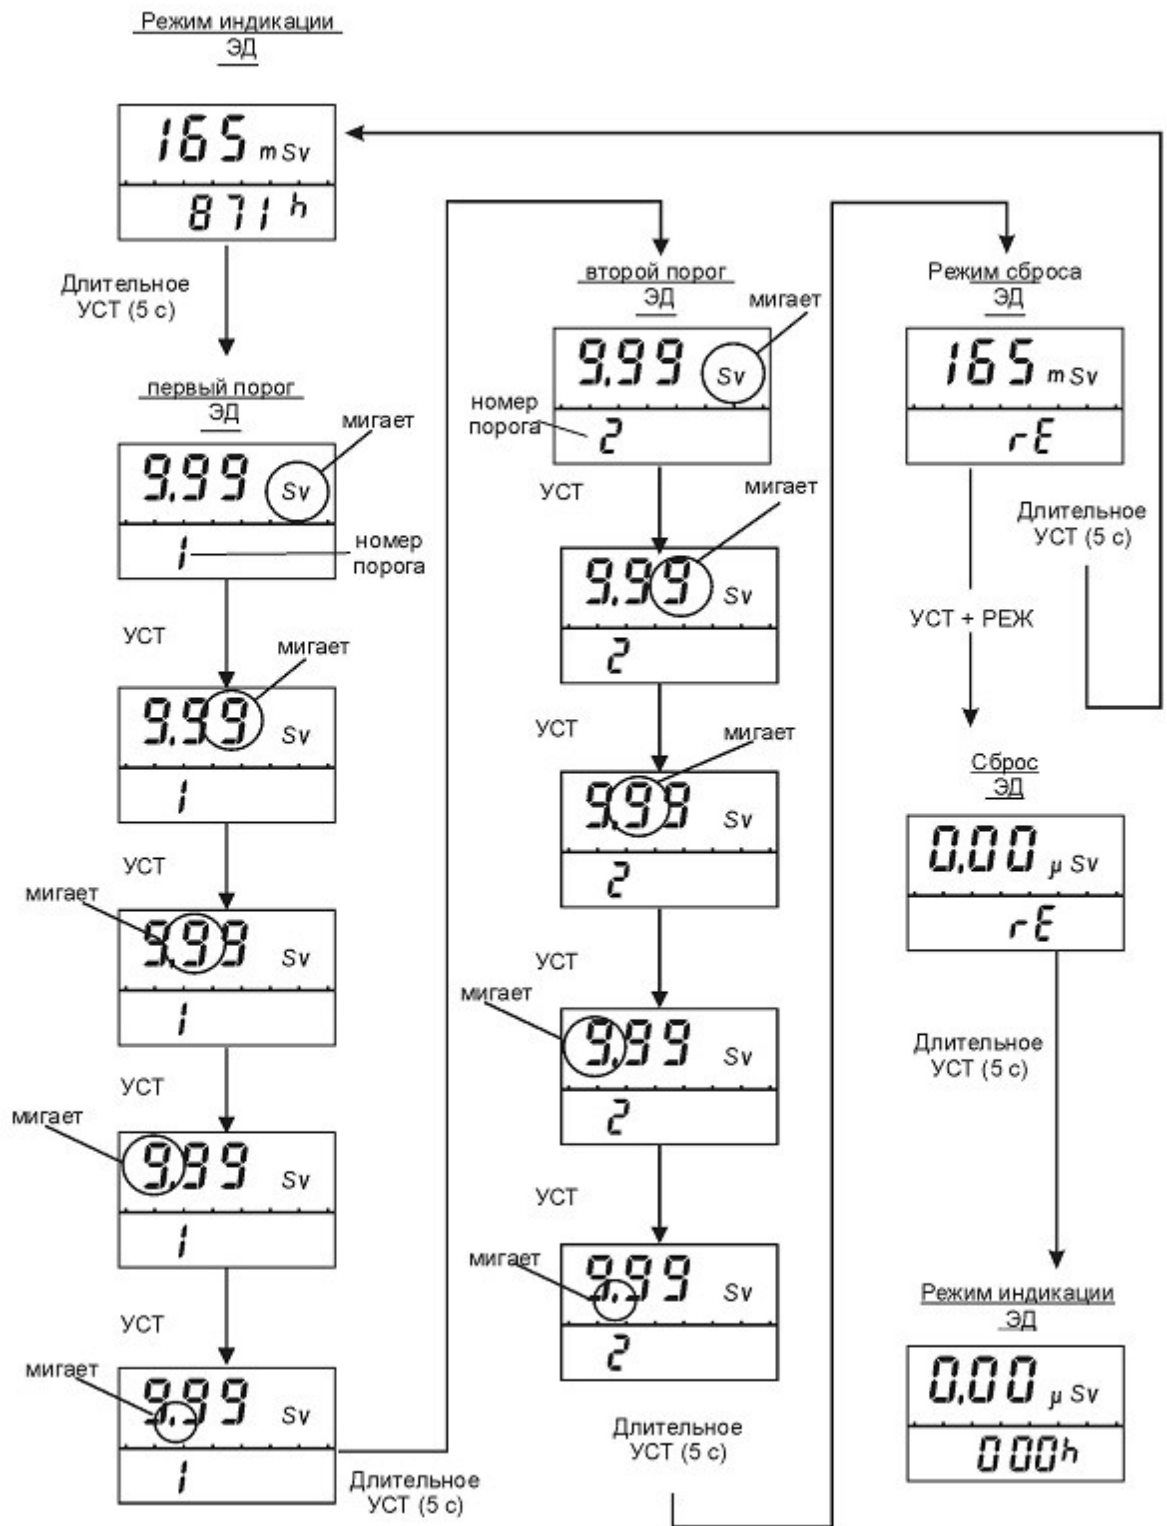 Режим индикации
ЭД
165 mSv
871 h
Длительное
УСТ (5 с)
первый порог
ЭД
мигает
9.99 Sv
1
номер
порога
УСТ
мигает
9.99 Sv
1
УСТ
мигает
9.99 Sv
1
УСТ
мигает
9.99 Sv
1
УСТ
мигает
9.99 Sv
1
Длительное
УСТ (5 с)
второй порог
ЭД
мигает
9.99 Sv
номер
порога
2
УСТ
мигает
9.99 Sv
2
УСТ
мигает
9.99 Sv
2
УСТ
мигает
9.99 Sv
2
УСТ
мигает
9.99 Sv
2
Длительное
УСТ (5 с)
Режим сброса
ЭД
165 mSv
rE
Длительное
УСТ (5 с)
УСТ + РЕЖ
Сброс
ЭД
0.00 µ Sv
rE
Длительное
УСТ (5 с)
Режим индикации
ЭД
0.00 µ Sv
000h